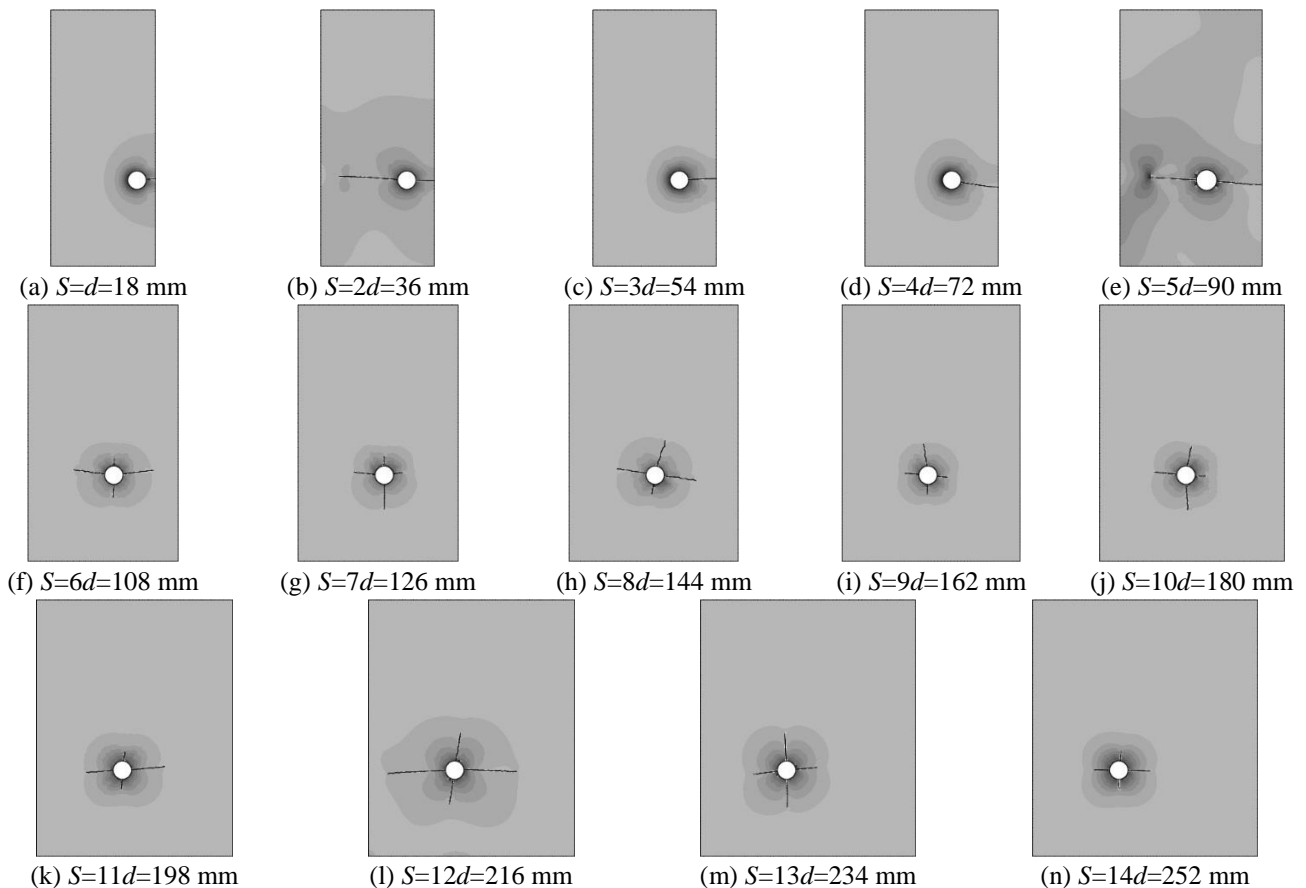 (a) S=d=18 mm
(b) S=2d=36 mm
(c) S=3d=54 mm
(d) S=4d=72 mm
(e) S=5d=90 mm
(f) S=6d=108 mm
(g) S=7d=126 mm
(h) S=8d=144 mm
(i) S=9d=162 mm
(j) S=10d=180 mm
(k) S=11d=198 mm
(l) S=12d=216 mm
(m) S=13d=234 mm
(n) S=14d=252 mm